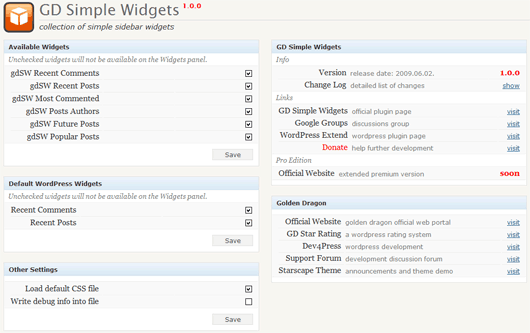 GD Simple Widgets 1.0.0
collection of simple sidebar widgets
Available Widgets
Unchecked widgets will not be available on the Widgets panel.
gdSW Recent Comments
gdSW Recent Posts
gdSW Most Commented
gdSW Posts Authors
gdSW Future Posts
gdSW Popular Posts
Save
Default WordPress Widgets
Unchecked widgets will not be available on the Widgets panel.
Recent Comments
Recent Posts
Save
Other Settings
Load default CSS file
Write debug info into file
Save
GD Simple Widgets
Info
Version release date: 2009.06.02. 1.0.0
Change Log detailed list of changes show
Links
GD Simple Widgets official plugin page visit
Google Groups discussions group visit
WordPress Extend wordpress plugin page visit
Donate help further development visit
Pro Edition
Official Website extended premium version soon
Golden Dragon
Official Website golden dragon official web portal visit
GD Star Rating a wordpress rating system visit
Dev4Press wordpress development visit
Support Forum development discussion forum visit
Starscape Theme announcements and theme demo visit